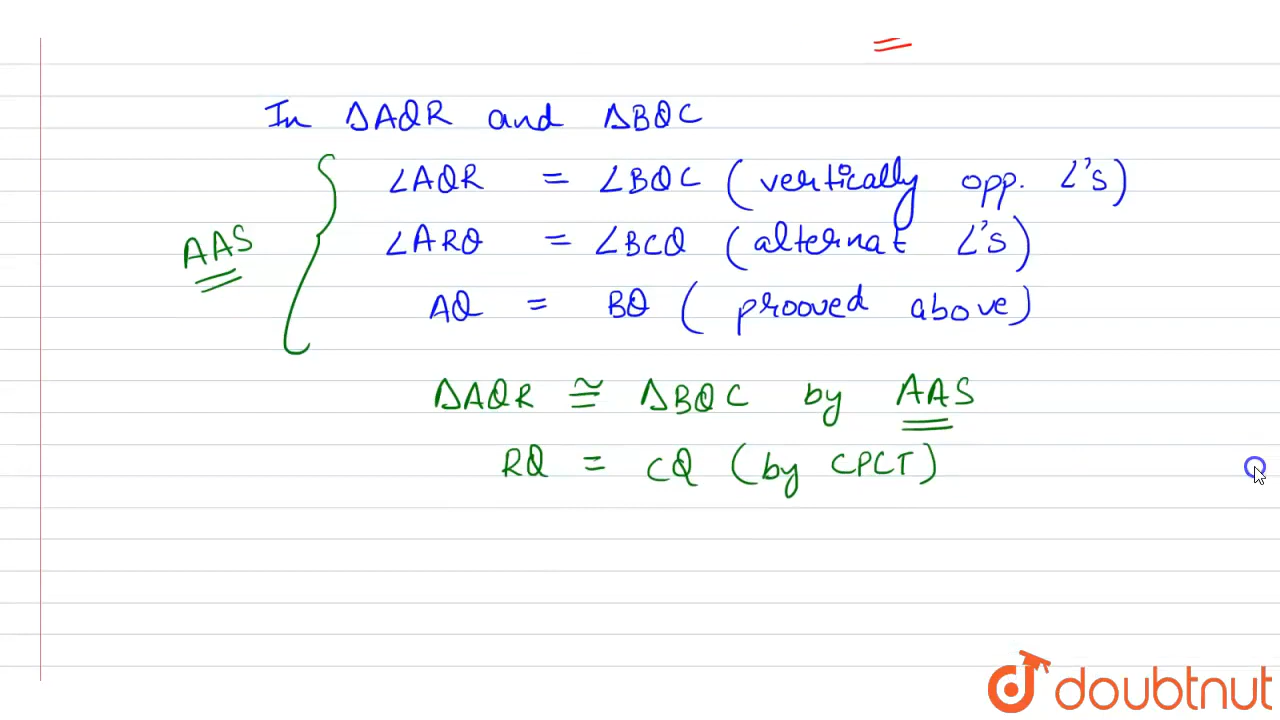 In ΔAQR and ΔBQC
∠AQR = ∠BQC (vertically opp. ∠'s)
∠ARQ = ∠BCQ (alternat ∠'s)
AAS
AQ = BQ (prooved above)
ΔAQR ≅ ΔBQC by AAS
RQ = CQ (by CPCT)
doubtnut